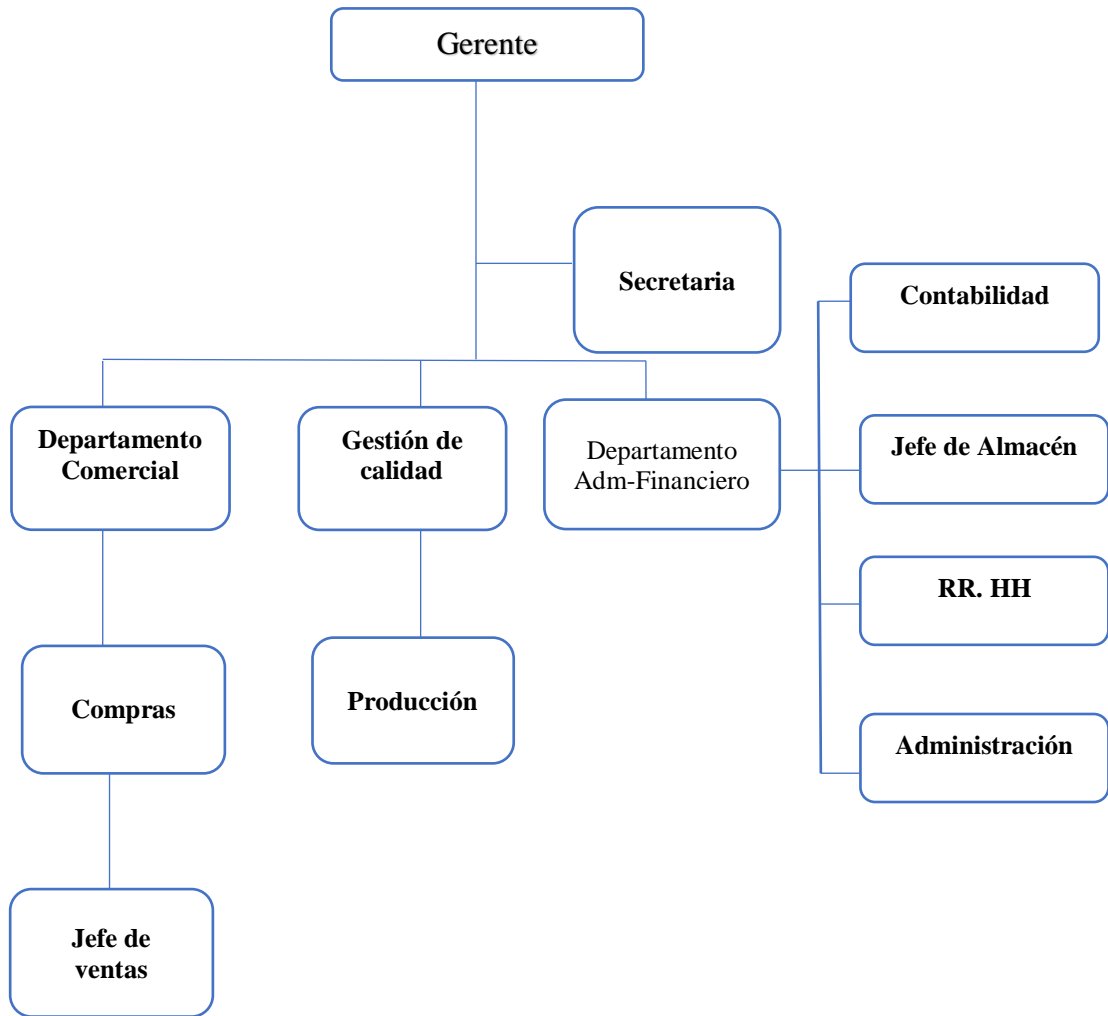 Gerente
Secretaria
Contabilidad
Departamento
Comercial
Gestión de
calidad
Departamento
Adm-Financiero
Jefe de Almacén
RR. HH
Compras
Producción
Administración
Jefe de
ventas